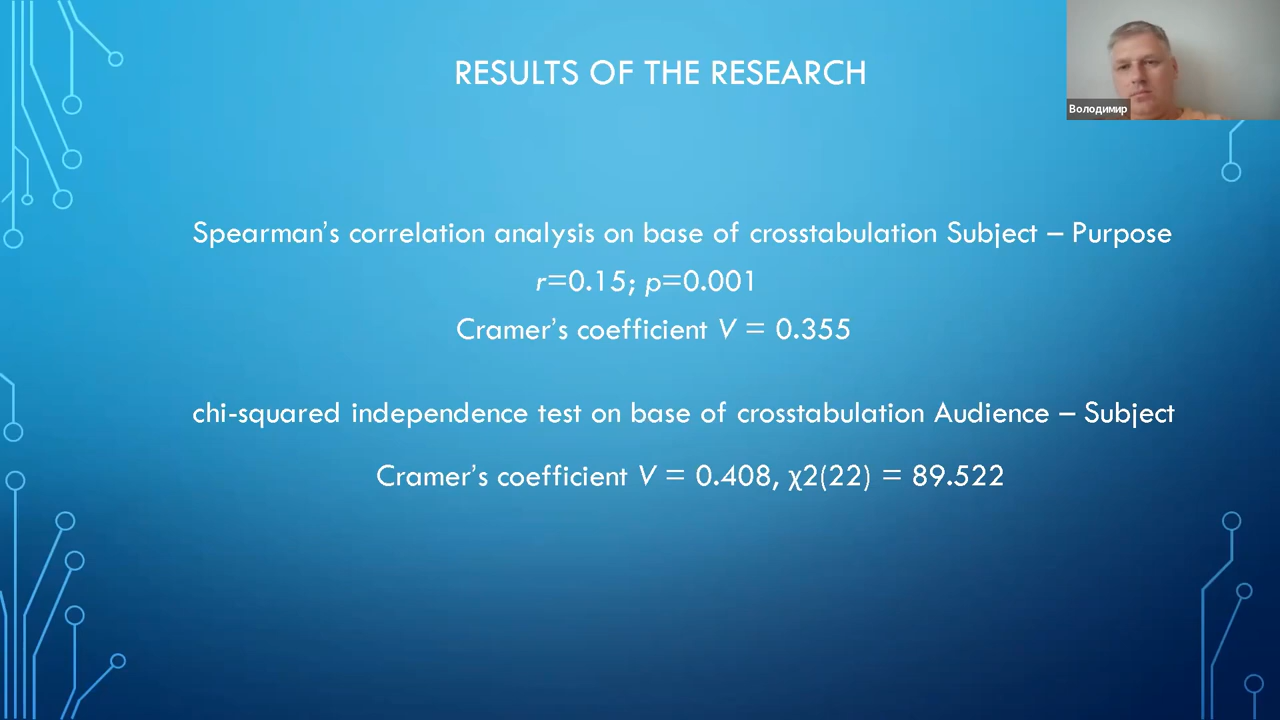 RESULTS OF THE RESEARCH
Володимир
Spearman’s correlation analysis on base of crosstabulation Subject – Purpose
r=0.15; p=0.001
Cramer’s coefficient V = 0.355
chi-squared independence test on base of crosstabulation Audience – Subject
Cramer’s coefficient V = 0.408, χ2(22) = 89.522